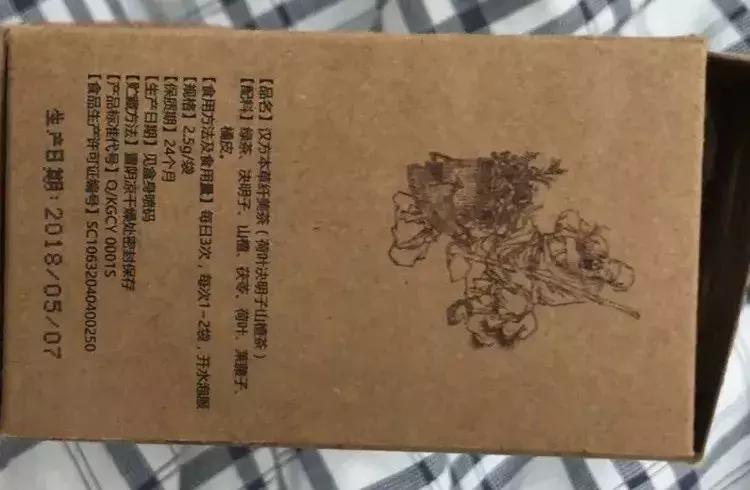 【品名】汉方本草纤美茶（荷叶决明子山楂茶）
【配料】绿茶、决明子、山楂、茯苓、荷叶、莱菔子、
橘皮。
【食用方法及食用量】每日3次，每次1-2袋，开水泡服
【规格】2.5g/袋
【保质期】24个月
【生产日期】见盒身喷码
【贮藏方法】置阴凉干燥处密封保存
【产品标准代号】Q/KGCY 0001S
【食品生产许可证编号】SC10632040400250
生产日期:2018/05/07